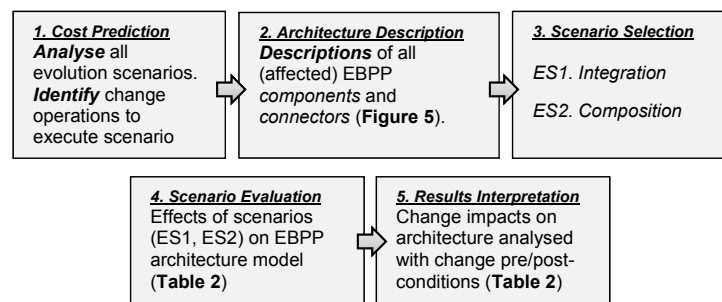 1. Cost Prediction
Analyse all
evolution scenarios.
Identify change
operations to
execute scenario
2. Architecture Description
Descriptions of all
(affected) EBPP
components and
connectors (Figure 5).
3. Scenario Selection
ES1. Integration
ES2. Composition
4. Scenario Evaluation
Effects of scenarios
(ES1, ES2) on EBPP
architecture model
(Table 2)
5. Results Interpretation
Change impacts on
architecture analysed
with change pre/post-
conditions (Table 2)